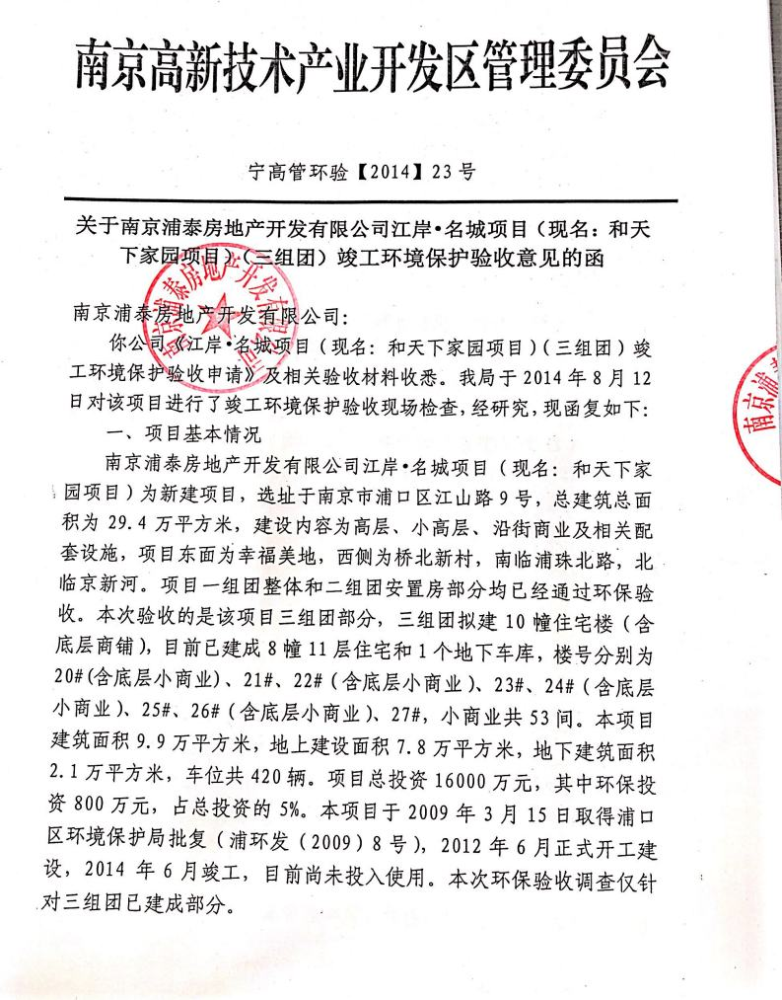 南京高新技术产业开发区管理委员会
宁高管环验【2014】23 号
关于南京浦泰房地产开发有限公司江岸•名城项目（现名：和天
下家园项目）（三组团）竣工环境保护验收意见的函
南京浦泰房地产开发有限公司：
你公司《江岸•名城项目（现名：和天下家园项目）（三组团）竣
工环境保护验收申请》及相关验收材料收悉。我局于 2014 年 8 月 12
日对该项目进行了竣工环境保护验收现场检查，经研究，现函复如下：
一、项目基本情况
南京浦泰房地产开发有限公司江岸•名城项目（现名：和天下家
园项目）为新建项目，选址于南京市浦口区江山路 9 号，总建筑总面
积为 29.4 万平方米，建设内容为高层、小高层、沿街商业及相关配
套设施，项目东面为幸福美地，西侧为桥北新村，南临浦珠北路，北
临京新河。项目一组团整体和二组团安置房部分均已经通过环保验
收。本次验收的是该项目三组团部分，三组团拟建 10 幢住宅楼（含
底层商铺），目前已建成 8 幢 11 层住宅和 1 个地下车库，楼号分别为
20#(含底层小商业)、21#、22#（含底层小商业）、23#、24#（含底层
小商业）、25#、26#（含底层小商业）、27#，小商业共 53 间。本项目
建筑面积 9.9 万平方米，地上建设面积 7.8 万平方米，地下建筑面积
2.1 万平方米，车位共 420 辆。项目总投资 16000 万元，其中环保投
资 800 万元，占总投资的 5%。本项目于 2009 年 3 月 15 日取得浦口
区环境保护局批复（浦环发（2009）8 号），2012 年 6 月正式开工建
设，2014 年 6 月竣工，目前尚未投入使用。本次环保验收调查仅针
对三组团已建成部分。
南京浦泰房地产开发有限公司
南京浦